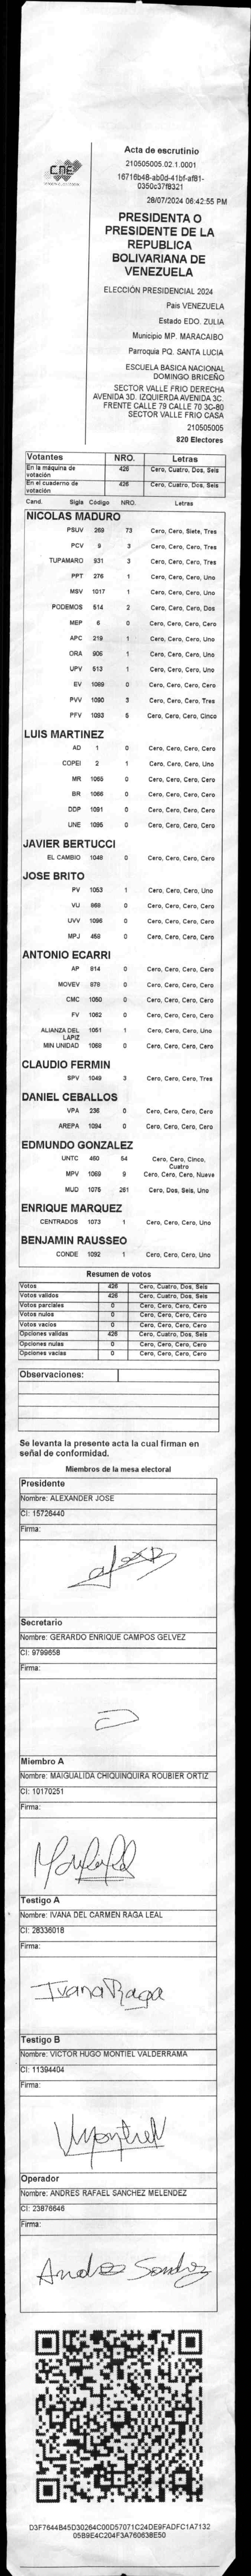 CNE
Acta de escrutinio
210505005.02.1.0001
16716b48-ab0d-41bf-af81-
0350c37f8321
28/07/2024 06:42:55 PM
PRESIDENTA O
PRESIDENTE DE LA
REPUBLICA
BOLIVARIANA DE
VENEZUELA
ELECCIÓN PRESIDENCIAL 2024
Pais VENEZUELA
Estado EDO. ZULIA
Municipio MP. MARACAIBO
Parroquia PQ. SANTA LUCIA
ESCUELA BASICA NACIONAL
DOMINGO BRICEÑO
SECTOR VALLE FRIO DERECHA
AVENIDA 3D. IZQUIERDA AVENIDA 3C.
FRENTE CALLE 79 CALLE 70 3C-80
SECTOR VALLE FRIO CASA
210505005
820 Electores
Votantes NRO. Letras
En la máquina de votación 426 Cero, Cuatro, Dos, Seis
En el cuaderno de votación 426 Cero, Cuatro, Dos, Seis
Cand. Sigla Código NRO. Letras
NICOLAS MADURO
PSUV 269 73 Cero, Cero, Siete, Tres
PCV 9 3 Cero, Cero, Cero, Tres
TUPAMARO 931 3 Cero, Cero, Cero, Tres
PPT 276 1 Cero, Cero, Cero, Uno
MSV 1017 1 Cero, Cero, Cero, Uno
PODEMOS 514 2 Cero, Cero, Cero, Dos
MEP 6 0 Cero, Cero, Cero, Cero
APC 219 1 Cero, Cero, Cero, Uno
ORA 906 1 Cero, Cero, Cero, Uno
UPV 513 1 Cero, Cero, Cero, Uno
EV 1089 0 Cero, Cero, Cero, Cero
PVV 1090 3 Cero, Cero, Cero, Tres
PFV 1093 5 Cero, Cero, Cero, Cinco
LUIS MARTINEZ
AD 1 0 Cero, Cero, Cero, Cero
COPEI 2 1 Cero, Cero, Cero, Uno
MR 1065 0 Cero, Cero, Cero, Cero
BR 1066 0 Cero, Cero, Cero, Cero
DDP 1091 0 Cero, Cero, Cero, Cero
UNE 1095 0 Cero, Cero, Cero, Cero
JAVIER BERTUCCI
EL CAMBIO 1048 0 Cero, Cero, Cero, Cero
JOSE BRITO
PV 1053 1 Cero, Cero, Cero, Uno
VU 868 0 Cero, Cero, Cero, Cero
UVV 1096 0 Cero, Cero, Cero, Cero
MPJ 458 0 Cero, Cero, Cero, Cero
ANTONIO ECARRI
AP 814 0 Cero, Cero, Cero, Cero
MOVEV 878 0 Cero, Cero, Cero, Cero
CMC 1050 0 Cero, Cero, Cero, Cero
FV 1062 0 Cero, Cero, Cero, Cero
ALIANZA DEL LAPIZ 1051 1 Cero, Cero, Cero, Uno
MIN UNIDAD 1068 0 Cero, Cero, Cero, Cero
CLAUDIO FERMIN
SPV 1049 3 Cero, Cero, Cero, Tres
DANIEL CEBALLOS
VPA 236 0 Cero, Cero, Cero, Cero
AREPA 1094 0 Cero, Cero, Cero, Cero
EDMUNDO GONZALEZ
UNTC 460 54 Cero, Cero, Cinco, Cuatro
MPV 1069 9 Cero, Cero, Cero, Nueve
MUD 1075 261 Cero, Dos, Seis, Uno
ENRIQUE MARQUEZ
CENTRADOS 1073 1 Cero, Cero, Cero, Uno
BENJAMIN RAUSSEO
CONDE 1092 1 Cero, Cero, Cero, Uno
Resumen de votos
Votos 426 Cero, Cuatro, Dos, Seis
Votos validos 426 Cero, Cuatro, Dos, Seis
Votos parciales 0 Cero, Cero, Cero, Cero
Votos nulos 0 Cero, Cero, Cero, Cero
Votos vacios 0 Cero, Cero, Cero, Cero
Opciones validas 426 Cero, Cuatro, Dos, Seis
Opciones nulas 0 Cero, Cero, Cero, Cero
Opciones vacias 0 Cero, Cero, Cero, Cero
Observaciones:
Se levanta la presente acta la cual firman en
señal de conformidad.
Miembros de la mesa electoral
Presidente
Nombre: ALEXANDER JOSE
CI: 15726440
Firma:
Secretario
Nombre: GERARDO ENRIQUE CAMPOS GELVEZ
CI: 9799658
Firma:
Miembro A
Nombre: MAIGUALIDA CHIQUINQUIRA ROUBIER ORTIZ
CI: 10170251
Firma:
Testigo A
Nombre: IVANA DEL CARMEN RAGA LEAL
CI: 28336018
Firma:
Ivana Raga
Testigo B
Nombre: VICTOR HUGO MONTIEL VALDERRAMA
CI: 11394404
Firma:
VMontiel
Operador
Nombre: ANDRES RAFAEL SANCHEZ MELENDEZ
CI: 23876646
Firma:
Andres Sanchez
D3F7644B45D30264C00D57071C24DE9FADFC1A7132
05B9E4C204F3A760638E50